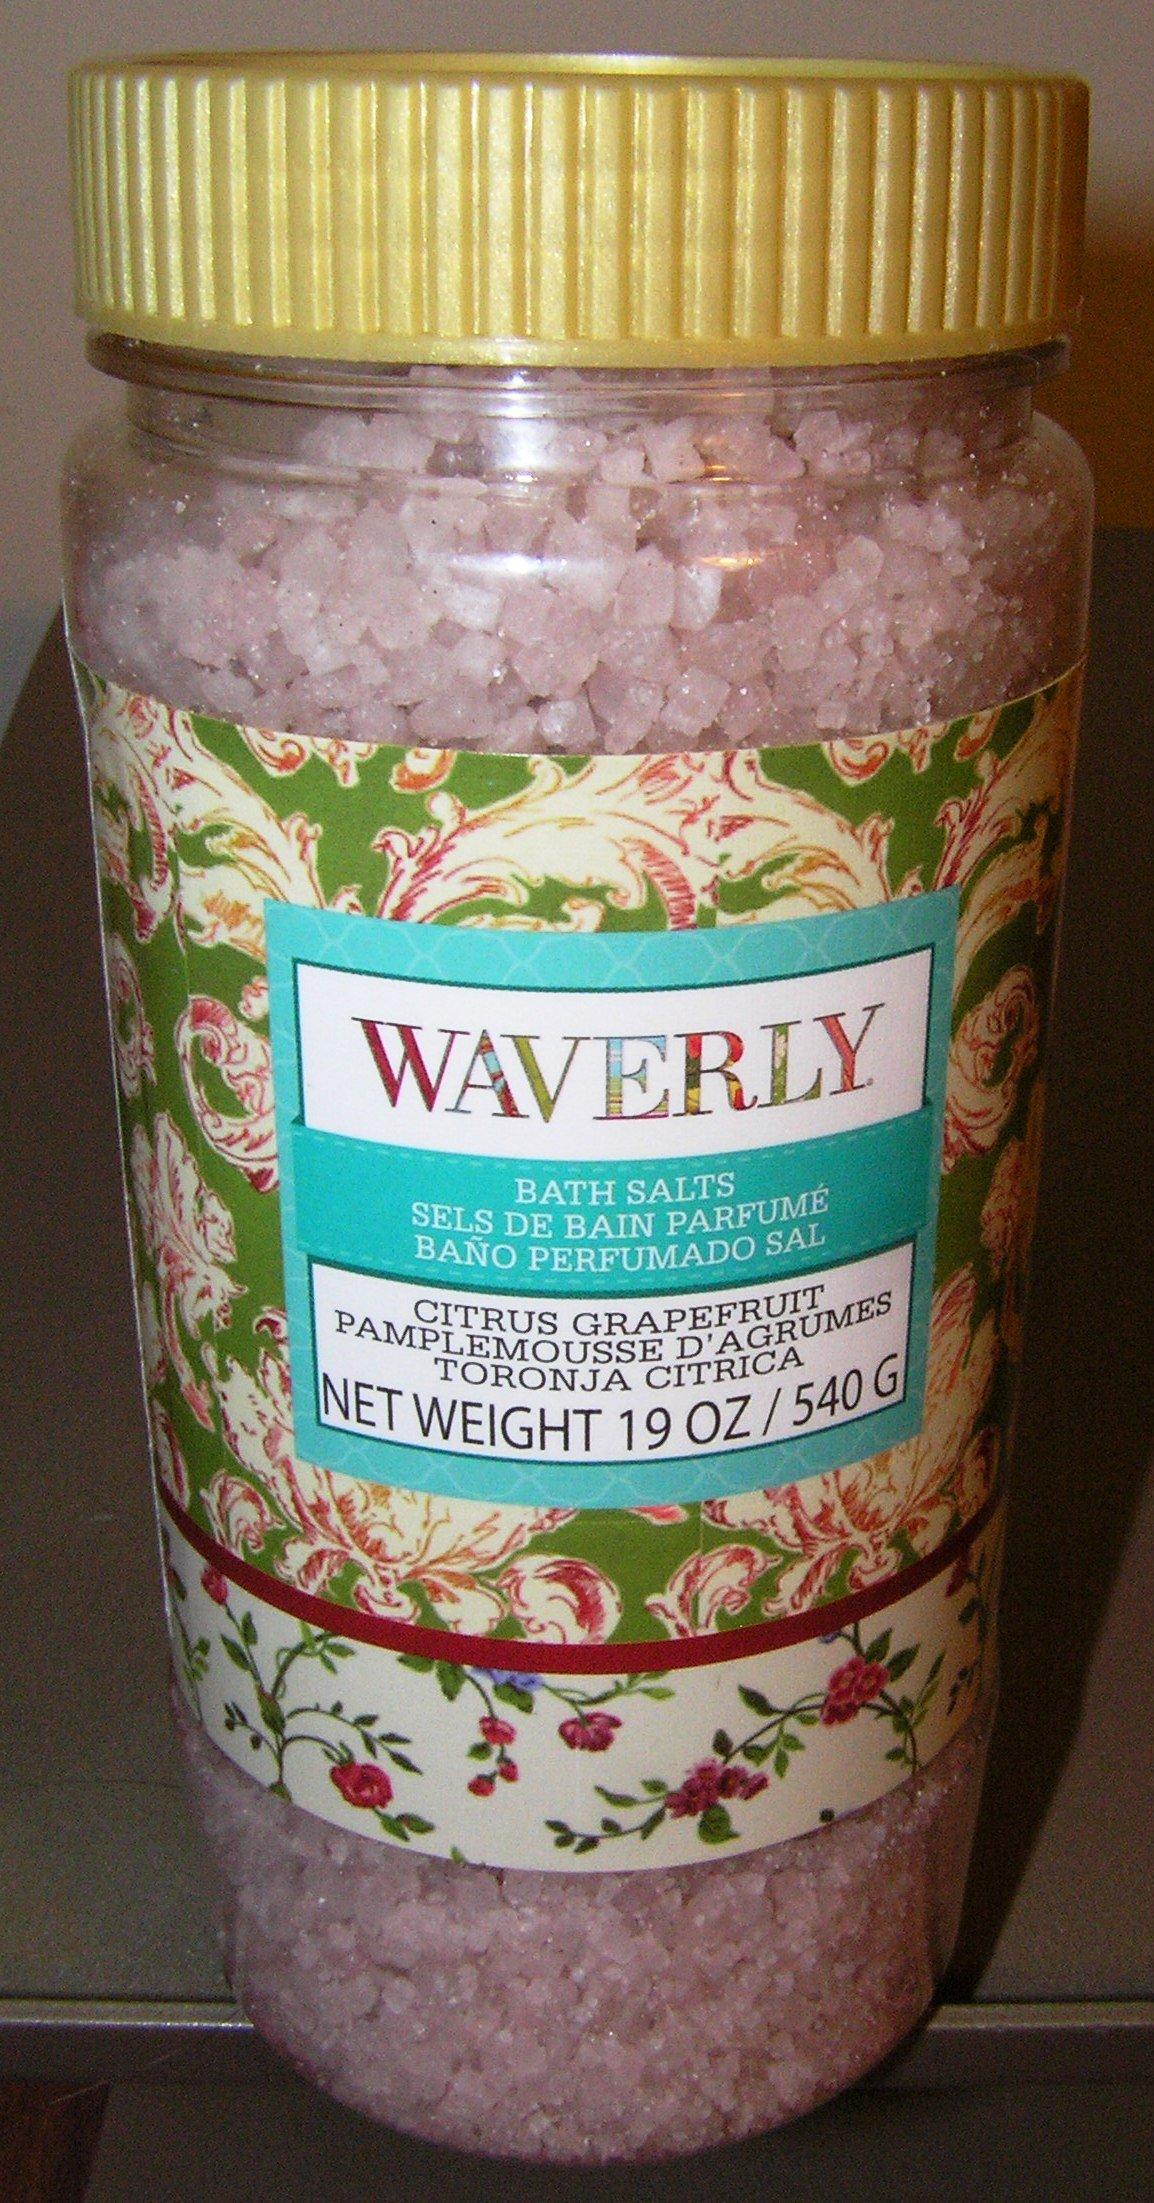 WAVERLY
BATH SALTS
SELS DE BAIN PARFUMÉ
BAÑO PERFUMADO SAL
CITRUS GRAPEFRUIT
PAMPLEMOUSSE D'AGRUMES
TORONJA CITRICA
NET WEIGHT 19 OZ / 540 G